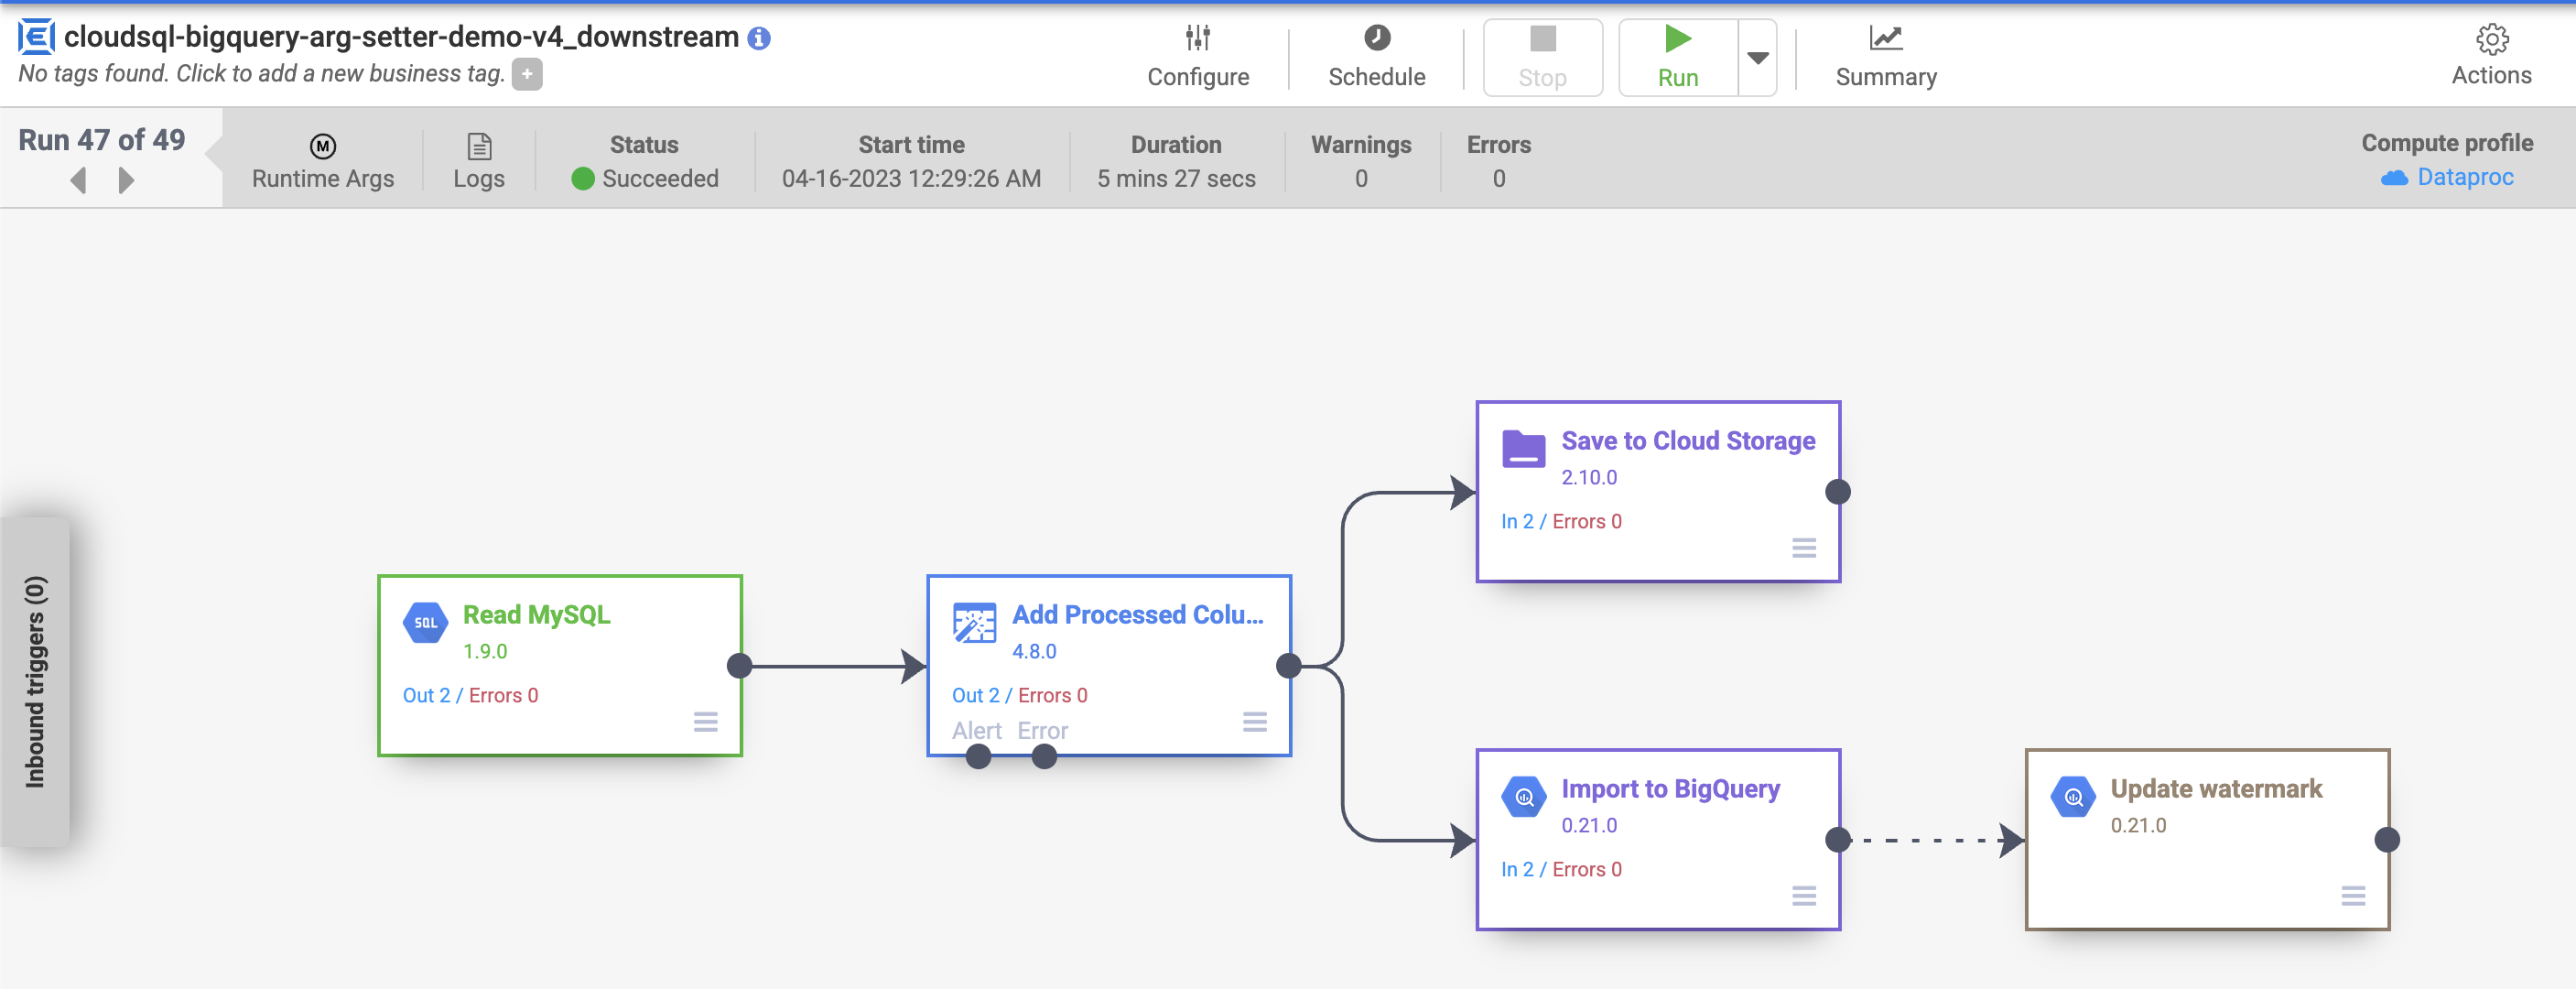 cloudsql-bigquery-arg-setter-demo-v4_downstream
No tags found. Click to add a new business tag. +
Configure
Schedule
Stop
Run
Summary
Actions
Run 47 of 49
Runtime Args
Logs
Status
Succeeded
Start time
04-16-2023 12:29:26 AM
Duration
5 mins 27 secs
Warnings
0
Errors
0
Compute profile
Dataproc
Inbound triggers (0)
SQL
Read MySQL
1.9.0
Out 2 / Errors 0
Add Processed Colu...
4.8.0
Out 2 / Errors 0
Alert Error
Save to Cloud Storage
2.10.0
In 2 / Errors 0
Import to BigQuery
0.21.0
In 2 / Errors 0
Update watermark
0.21.0